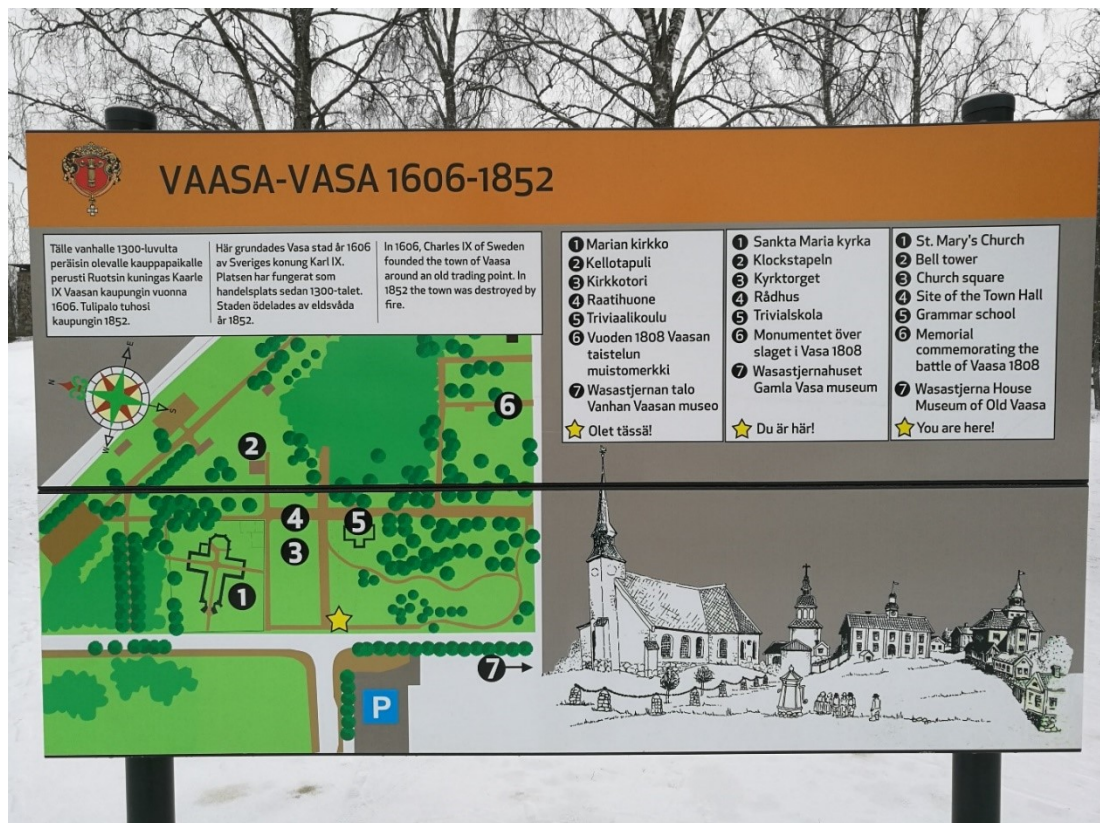 VAASA-VASA 1606-1852
Tälle vanhalle 1300-luvulta
peräisin olevalle kauppapaikalle
perusti Ruotsin kuningas Kaarle
IX Vaasan kaupungin vuonna
1606. Tulipalo tuhosi
kaupungin 1852.
Här grundades Vasa stad år 1606
av Sveriges konung Karl IX.
Platsen har fungerat som
handelsplats sedan 1300-talet.
Staden ödelades av eldsvåda
år 1852.
In 1606, Charles IX of Sweden
founded the town of Vaasa
around an old trading point. In
1852 the town was destroyed by
fire.
1 Marian kirkko
2 Kellotapuli
3 Kirkkotori
4 Raatihuone
5 Triviaalikoulu
6 Vuoden 1808 Vaasan
taistelun
muistomerkki
7 Wasastjernan talo
Vanhan Vaasan museo
Olet tässä!
1 Sankta Maria kyrka
2 Klockstapeln
3 Kyrktorget
4 Rådhus
5 Trivialskola
6 Monumentet över
slaget i Vasa 1808
7 Wasastjernahuset
Gamla Vasa museum
Du är här!
1 St. Mary's Church
2 Bell tower
3 Church square
4 Site of the Town Hall
5 Grammar school
6 Memorial
commemorating the
battle of Vaasa 1808
7 Wasastjerna House
Museum of Old Vaasa
You are here!
N
E
S
W
6
2
4
5
3
1
7
P